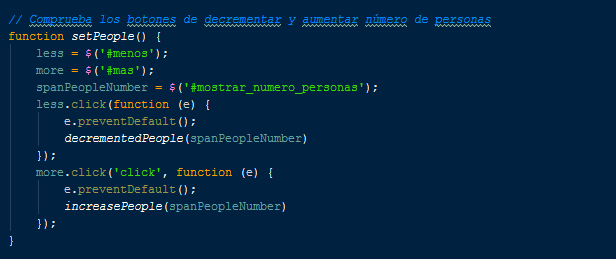 // Comprueba los botones de decrementar y aumentar número de personas
function setPeople() {
    less = $('#menos');
    more = $('#mas');
    spanPeopleNumber = $('#mostrar_numero_personas');
    less.click(function (e) {
        e.preventDefault();
        decrementedPeople(spanPeopleNumber)
    });
    more.click('click', function (e) {
        e.preventDefault();
        increasePeople(spanPeopleNumber)
    });
}